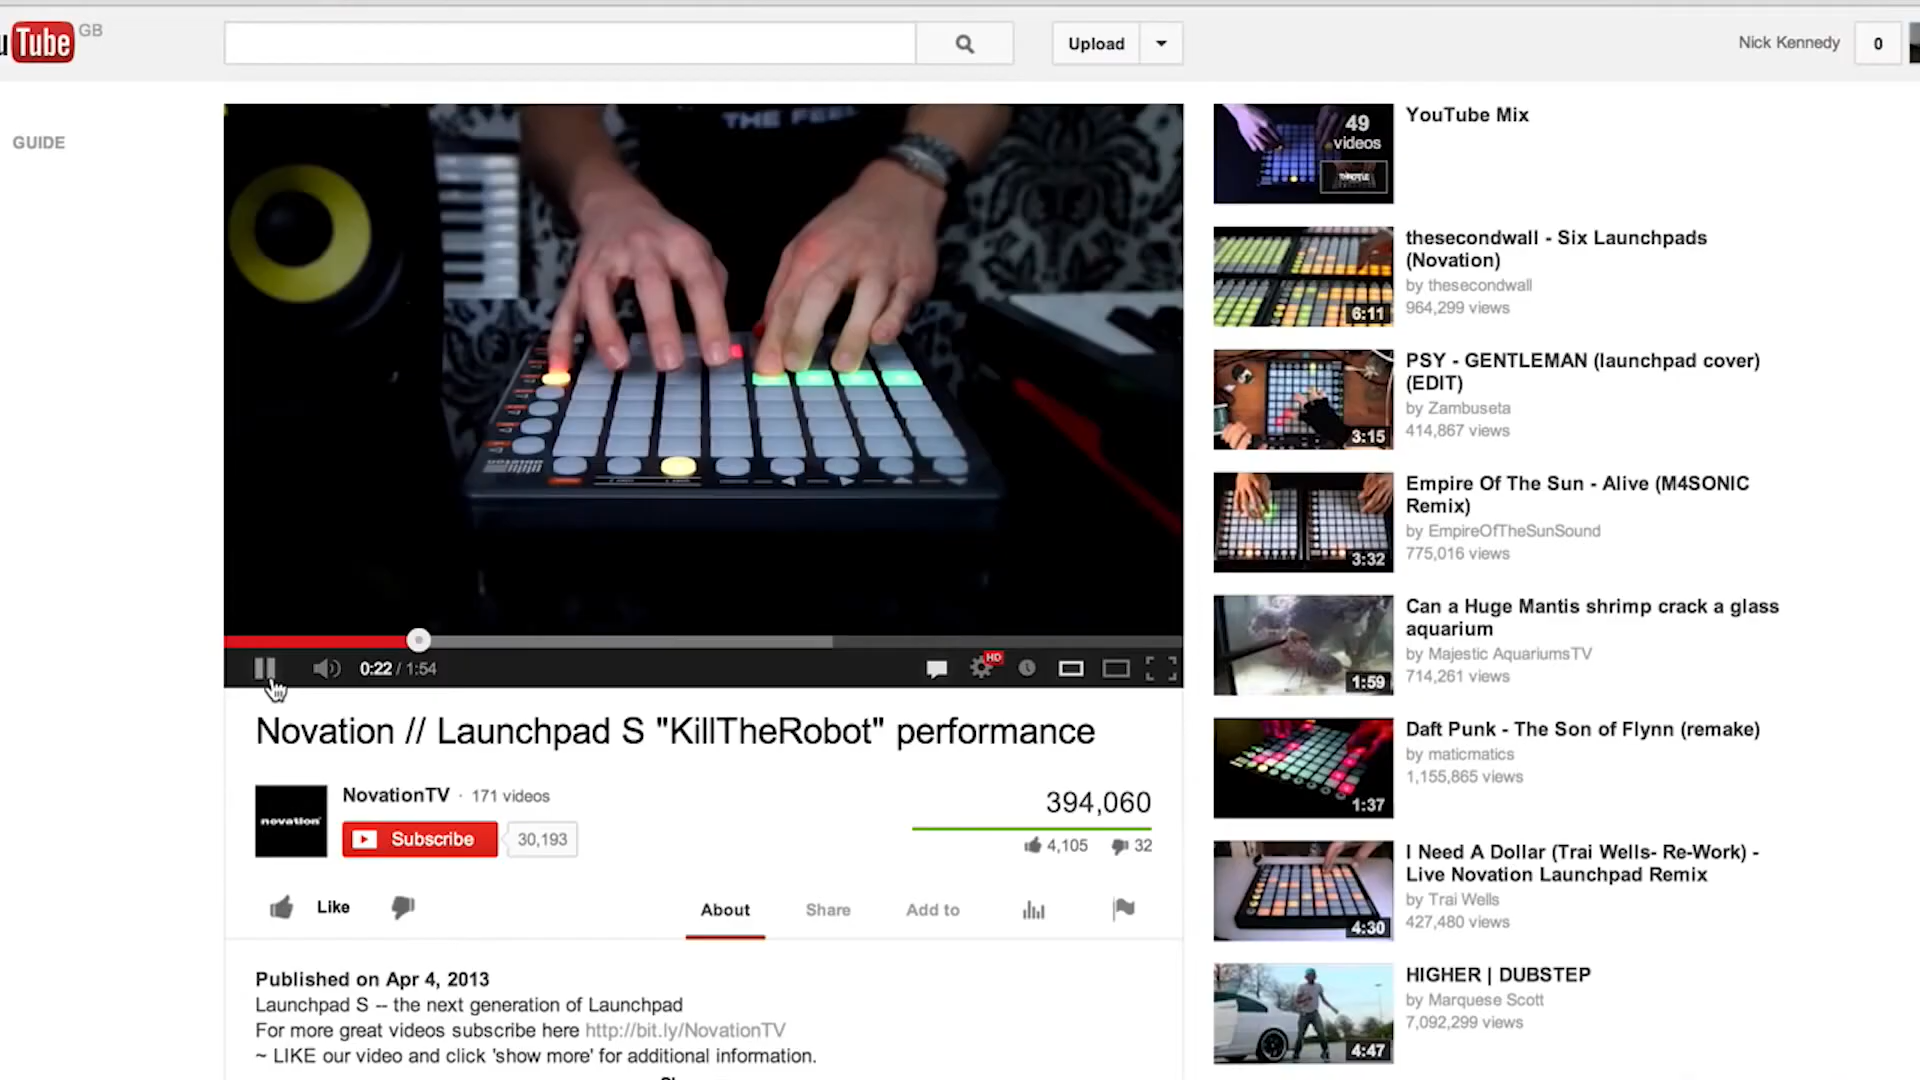 uTube GB
Upload
Nick Kennedy
0
GUIDE
THE FEEL
Novation // Launchpad S "KillTheRobot" performance
0:22 / 1:54
HD
novation
NovationTV · 171 videos
Subscribe
30,193
394,060
4,105
32
Like
About
Share
Add to
Published on Apr 4, 2013
Launchpad S -- the next generation of Launchpad
For more great videos subscribe here http://bit.ly/NovationTV
~ LIKE our video and click 'show more' for additional information.
49
videos
THROTTLE
YouTube Mix
6:11
thesecondwall - Six Launchpads
(Novation)
by thesecondwall
964,299 views
3:15
PSY - GENTLEMAN (launchpad cover)
(EDIT)
by Zambuseta
414,867 views
3:32
Empire Of The Sun - Alive (M4SONIC
Remix)
by EmpireOfTheSunSound
775,016 views
1:59
Can a Huge Mantis shrimp crack a glass
aquarium
by Majestic AquariumsTV
714,261 views
1:37
Daft Punk - The Son of Flynn (remake)
by maticmatics
1,155,865 views
4:30
I Need A Dollar (Trai Wells- Re-Work) -
Live Novation Launchpad Remix
by Trai Wells
427,480 views
4:47
HIGHER | DUBSTEP
by Marquese Scott
7,092,299 views